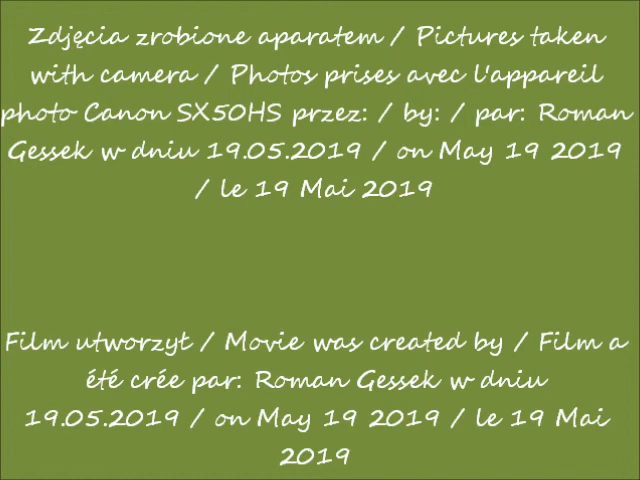 Zdjęcia zrobione aparatem / Pictures taken
with camera / Photos prises avec l'appareil
photo Canon SX50HS przez: / by: / par: Roman
Gessek w dniu 19.05.2019 / on May 19 2019
/ le 19 Mai 2019
Film utworzył / Movie was created by / Film a
été crée par: Roman Gessek w dniu
19.05.2019 / on May 19 2019 / le 19 Mai
2019